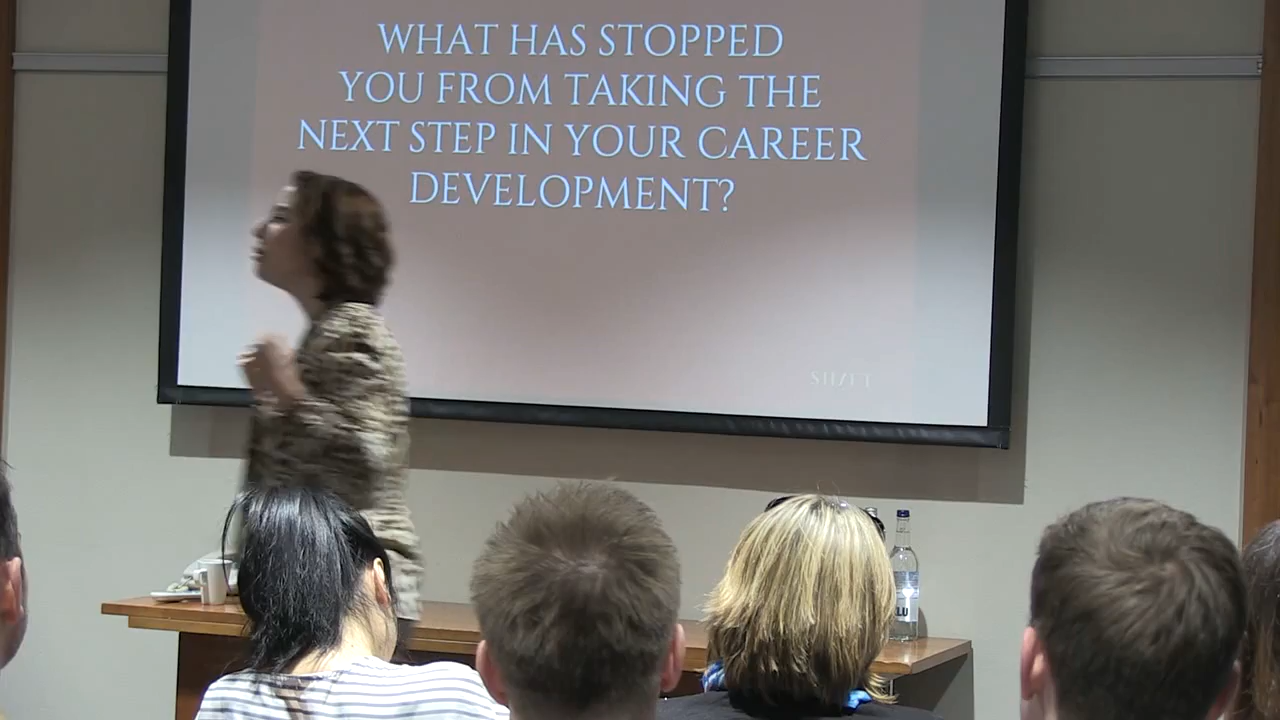 WHAT HAS STOPPED
YOU FROM TAKING THE
NEXT STEP IN YOUR CAREER
DEVELOPMENT?